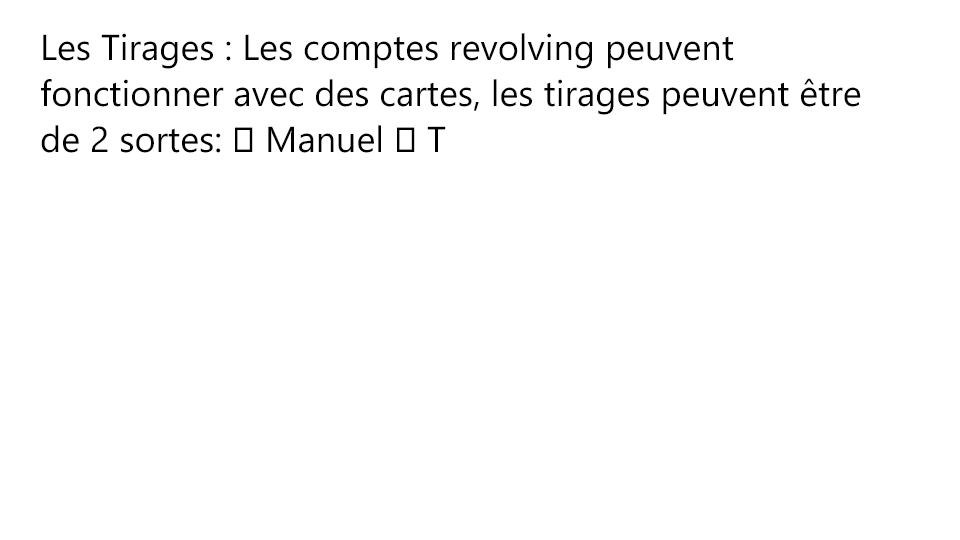 Les Tirages : Les comptes revolving peuvent
fonctionner avec des cartes, les tirages peuvent être
de 2 sortes:  Manuel  T